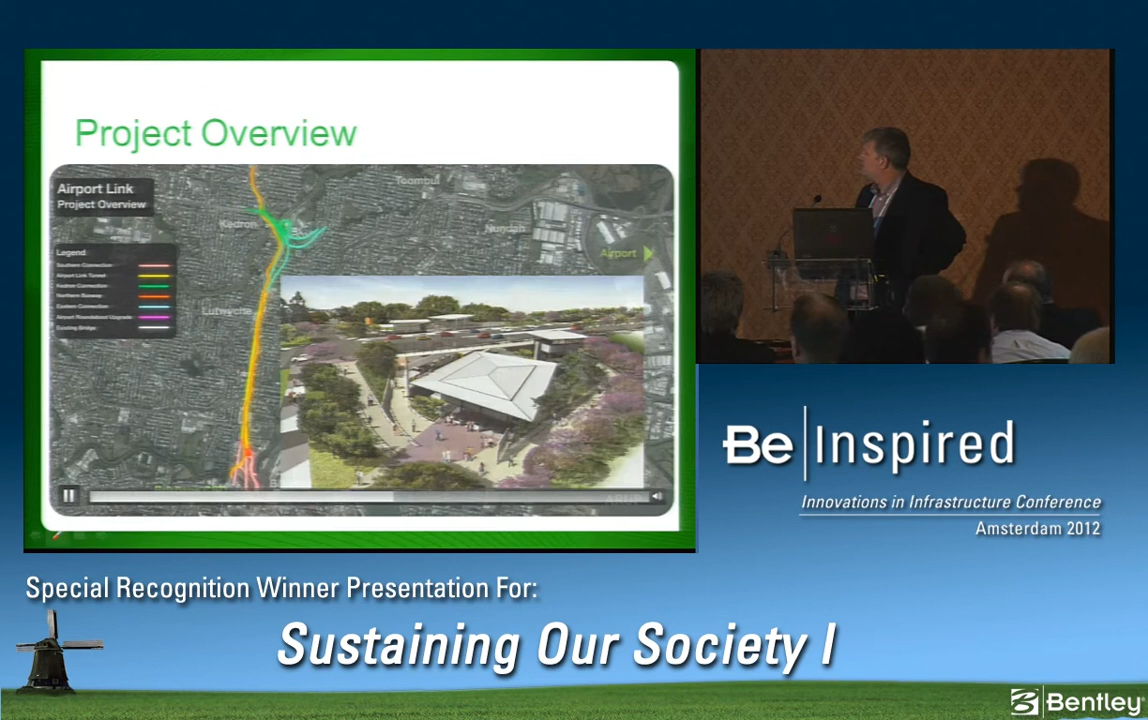 Project Overview
Airport Link
Project Overview
Toombul
Kedron
Nundah
Airport
Legend
Southern Connection
Airport Link Tunnel
Kedron Connection
Northern Busway
Eastern Connection
Airport Roundabout Upgrade
Existing Bridge
Lutwyche
Be Inspired
Innovations in Infrastructure Conference
Amsterdam 2012
Special Recognition Winner Presentation For:
Sustaining Our Society I
Bentley